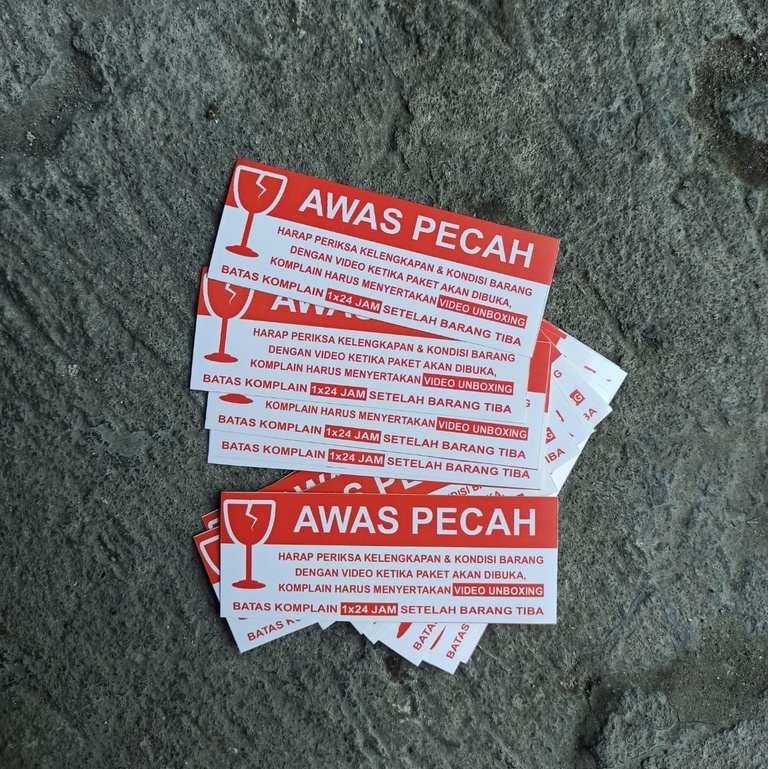 AWAS PECAH
HARAP PERIKSA KELENGKAPAN & KONDISI BARANG
DENGAN VIDEO KETIKA PAKET AKAN DIBUKA,
KOMPLAIN HARUS MENYERTAKAN VIDEO UNBOXING
BATAS KOMPLAIN 1x24 JAM SETELAH BARANG TIBA
AWAS
HARAP PERIKSA KELENGKAPAN & KONDISI BARANG
DENGAN VIDEO KETIKA PAKET AKAN DIBUKA,
KOMPLAIN HARUS MENYERTAKAN VIDEO UNBOXING
BATAS KOMPLAIN 1x24 JAM SETELAH BARANG TIBA
KOMPLAIN HARUS MENYERTAKAN VIDEO UNBOXING
BATAS KOMPLAIN 1x24 JAM SETELAH BARANG TIBA
BATAS KOMPLAIN 1x24 JAM SETELAH BARANG TIBA
AWAS PECAH
HARAP PERIKSA KELENGKAPAN & KONDISI BARANG
DENGAN VIDEO KETIKA PAKET AKAN DIBUKA,
KOMPLAIN HARUS MENYERTAKAN VIDEO UNBOXING
BATAS KOMPLAIN 1x24 JAM SETELAH BARANG TIBA
BATAS
BATAS
BATAS